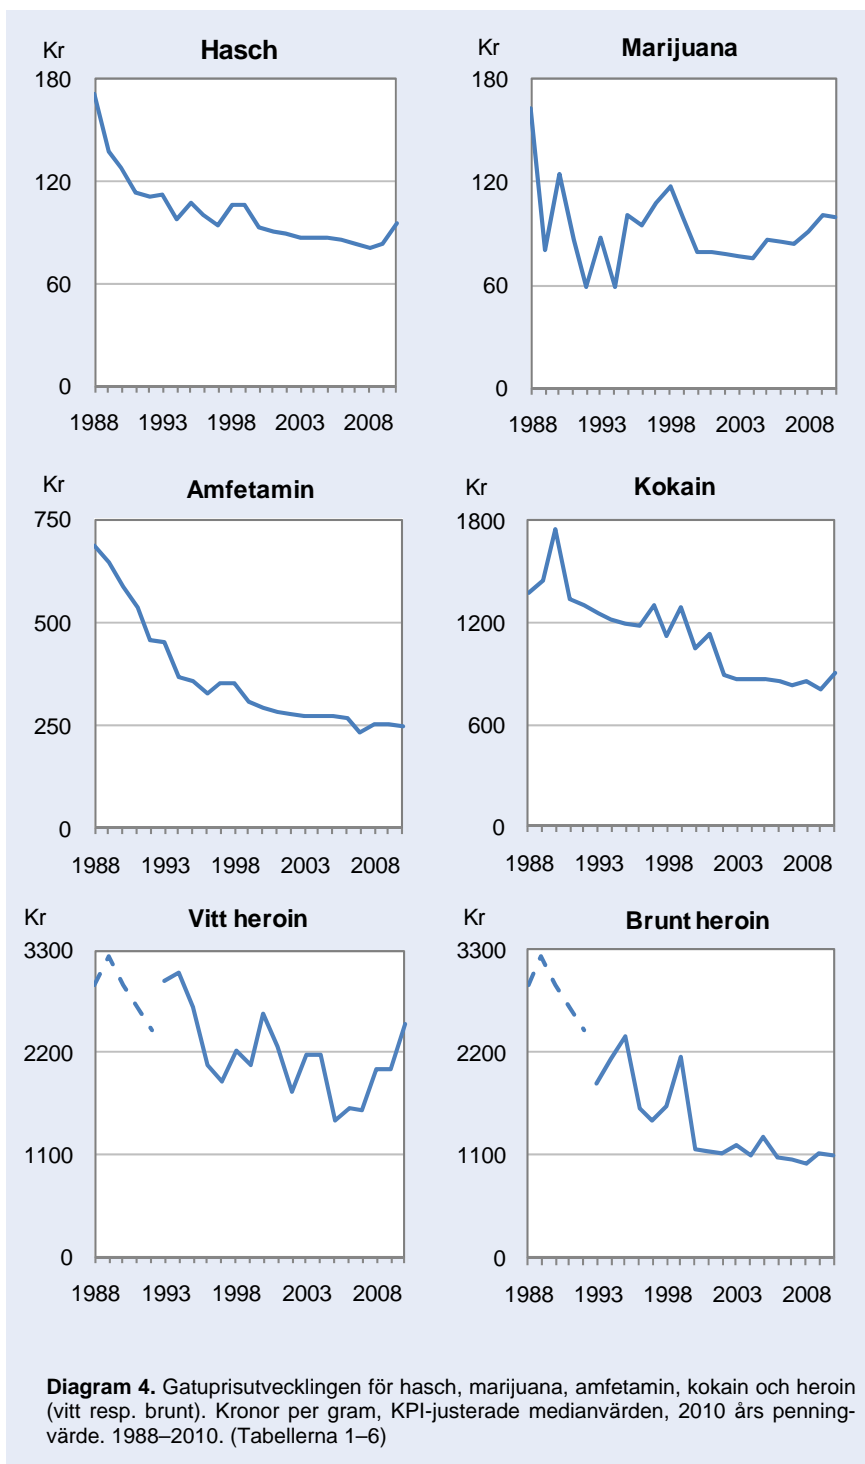 Kr Hasch
180
120
60
0
1988 1993 1998 2003 2008
Kr Marijuana
180
120
60
0
1988 1993 1998 2003 2008
Kr Amfetamin
750
500
250
0
1988 1993 1998 2003 2008
Kr Kokain
1800
1200
600
0
1988 1993 1998 2003 2008
Kr Vitt heroin
3300
2200
1100
0
1988 1993 1998 2003 2008
Kr Brunt heroin
3300
2200
1100
0
1988 1993 1998 2003 2008
Diagram 4. Gatuprisutvecklingen för hasch, marijuana, amfetamin, kokain och heroin
(vitt resp. brunt). Kronor per gram, KPI-justerade medianvärden, 2010 års penning-
värde. 1988–2010. (Tabellerna 1–6)